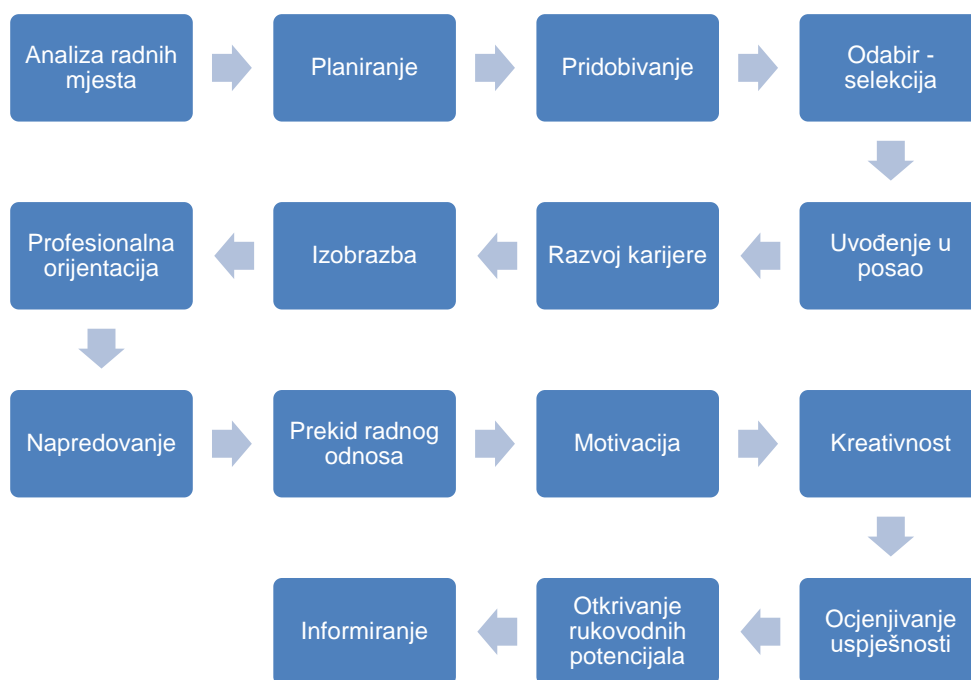 Analiza radnih
mjesta
Planiranje
Pridobivanje
Odabir -
selekcija
Uvođenje u
posao
Razvoj karijere
Izobrazba
Profesionalna
orijentacija
Napredovanje
Prekid radnog
odnosa
Motivacija
Kreativnost
Ocjenjivanje
uspješnosti
Otkrivanje
rukovodnih
potencijala
Informiranje